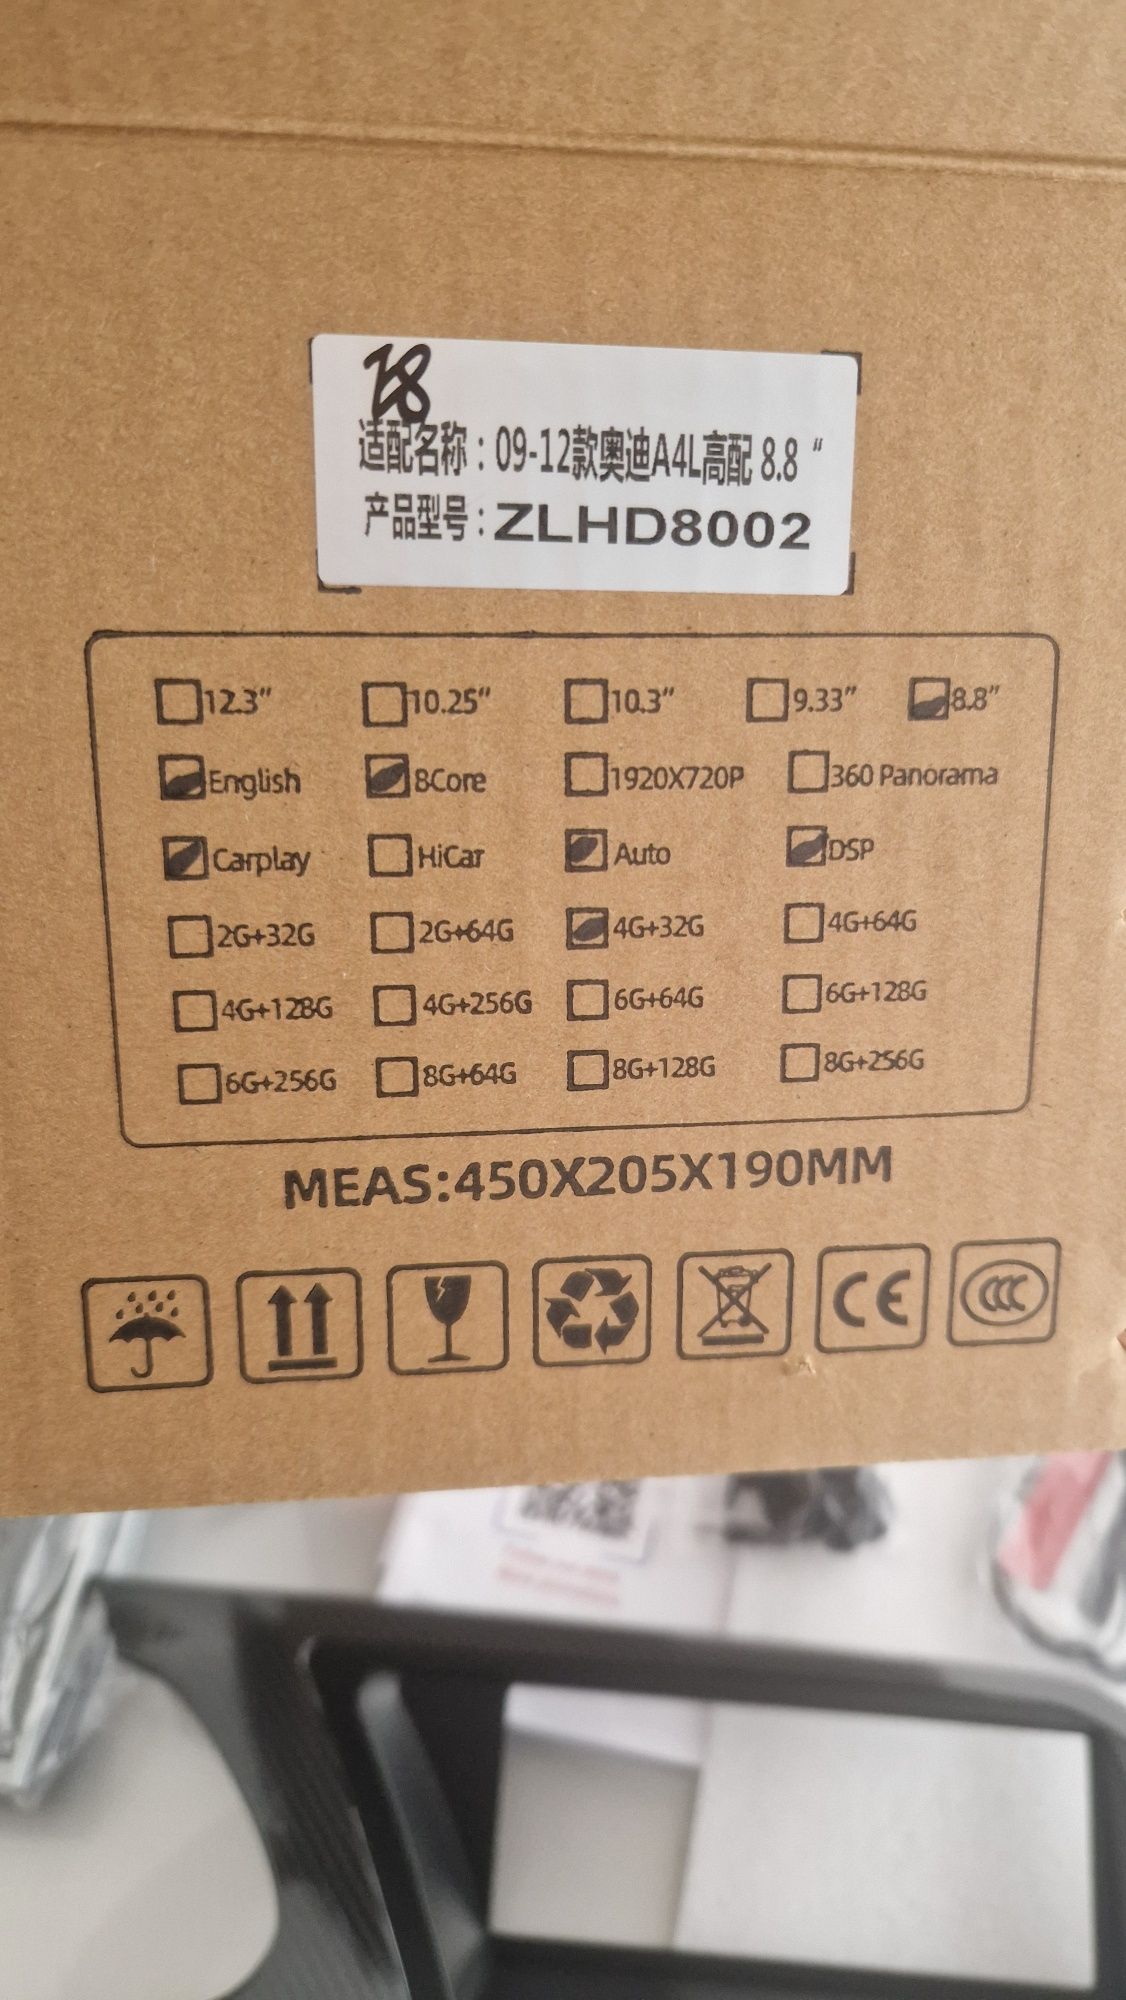 28
适配名称：09-12款奥迪A4L高配 8.8“
产品型号：ZLHD8002
12.3” 10.25“ 10.3” 9.33” 8.8”
English 8Core 1920X720P 360 Panorama
Carplay HiCar Auto DSP
2G+32G 2G+64G 4G+32G 4G+64G
4G+128G 4G+256G 6G+64G 6G+128G
6G+256G 8G+64G 8G+128G 8G+256G
MEAS:450X205X190MM
CE CCC